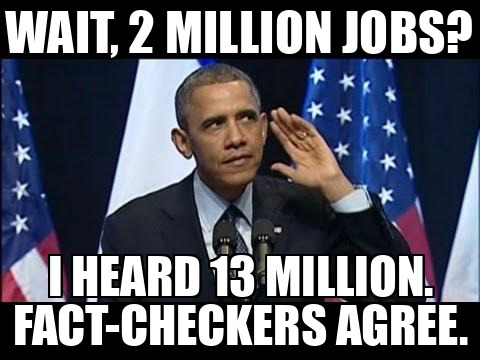 WAIT, 2 MILLION JOBS?
I HEARD 13 MILLION.
FACT-CHECKERS AGREE.